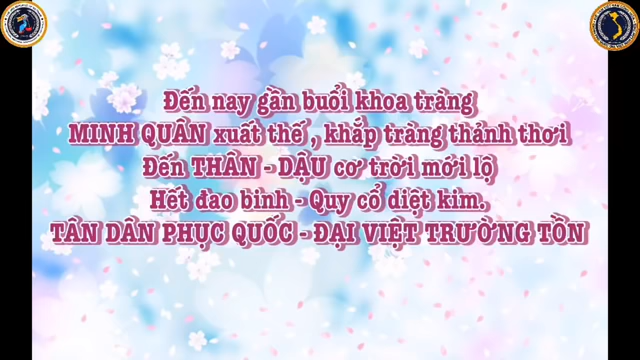 Đến nay gần buổi khoa tràng
MINH QUÂN xuất thế , khắp tràng thảnh thơi
Đến THÂN - DẬU cơ trời mới lộ
Hết đao binh - Quy cổ diệt kim.
TÂN DÂN PHỤC QUỐC - ĐẠI VIỆT TRƯỜNG TỒN